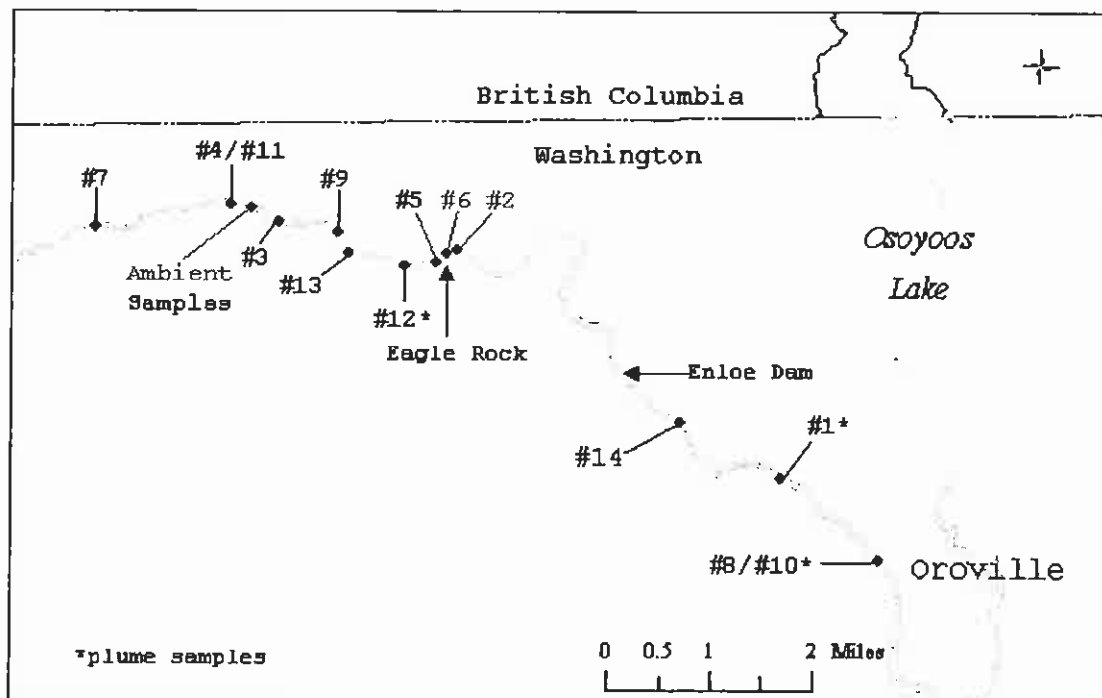 British Columbia
Washington
#4/#11
#7
#9
#5
#6
#2
Osoyoos
Lake
Ambient
Samples
#3
#13
#12*
Eagle Rock
Enloe Dam
#1*
#14
#8/#10*
Oroville
*plume samples
0 0.5 1 2 Miles